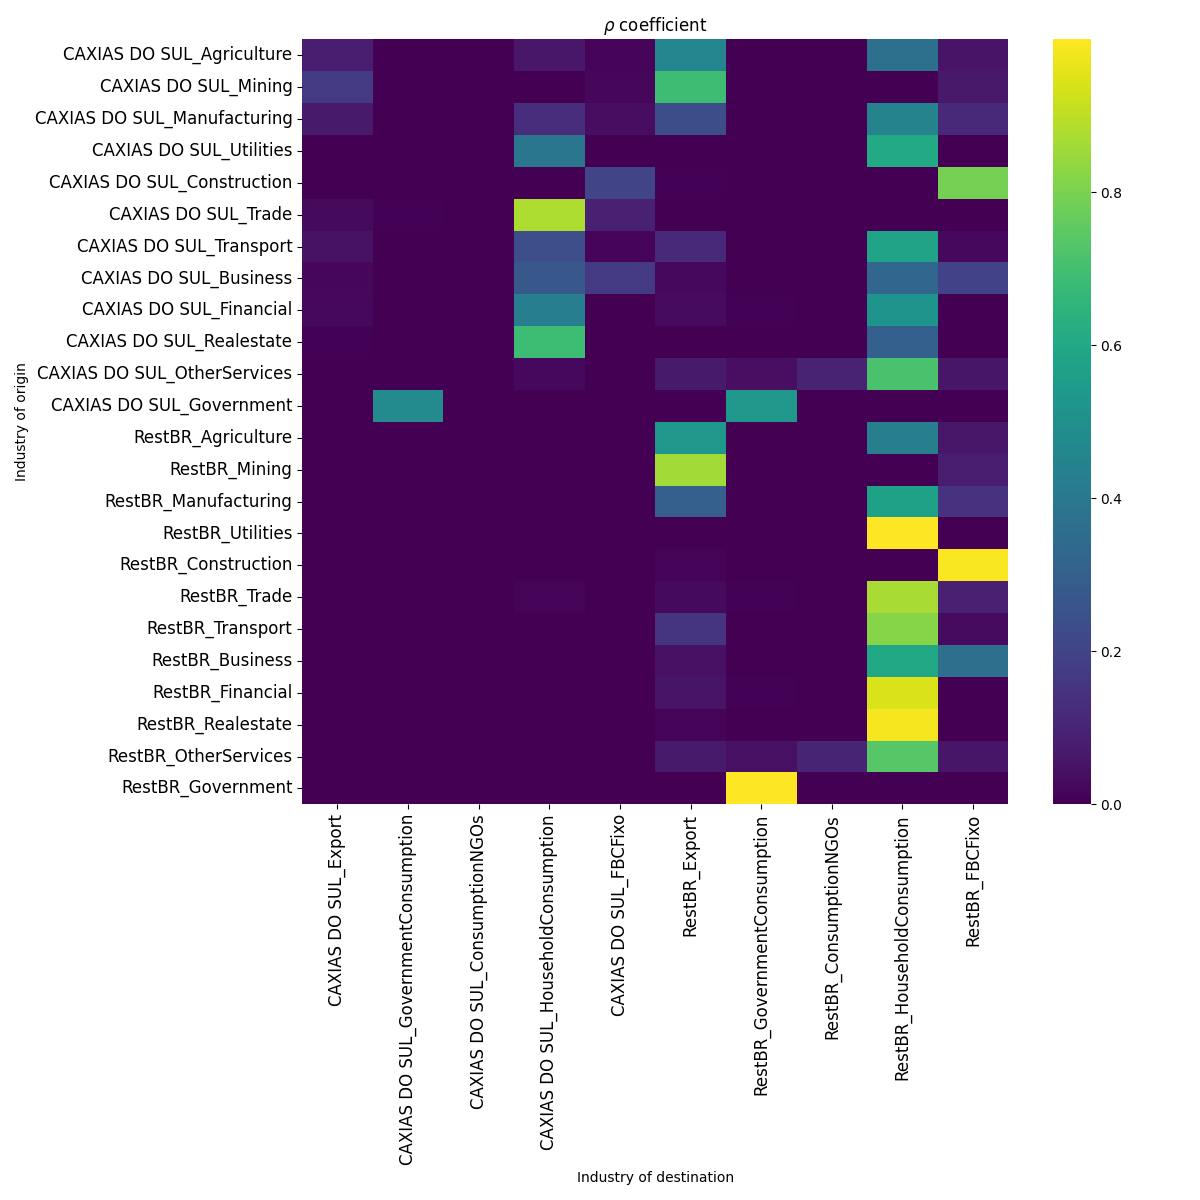 ρ coefficient
CAXIAS DO SUL_Agriculture
CAXIAS DO SUL_Mining
CAXIAS DO SUL_Manufacturing
CAXIAS DO SUL_Utilities
CAXIAS DO SUL_Construction
CAXIAS DO SUL_Trade
CAXIAS DO SUL_Transport
CAXIAS DO SUL_Business
CAXIAS DO SUL_Financial
CAXIAS DO SUL_Realestate
CAXIAS DO SUL_OtherServices
CAXIAS DO SUL_Government
RestBR_Agriculture
RestBR_Mining
RestBR_Manufacturing
RestBR_Utilities
RestBR_Construction
RestBR_Trade
RestBR_Transport
RestBR_Business
RestBR_Financial
RestBR_Realestate
RestBR_OtherServices
RestBR_Government
Industry of origin
CAXIAS DO SUL_Export
CAXIAS DO SUL_GovernmentConsumption
CAXIAS DO SUL_ConsumptionNGOs
CAXIAS DO SUL_HouseholdConsumption
CAXIAS DO SUL_FBCFixo
RestBR_Export
RestBR_GovernmentConsumption
RestBR_ConsumptionNGOs
RestBR_HouseholdConsumption
RestBR_FBCFixo
Industry of destination
0.8
0.6
0.4
0.2
0.0